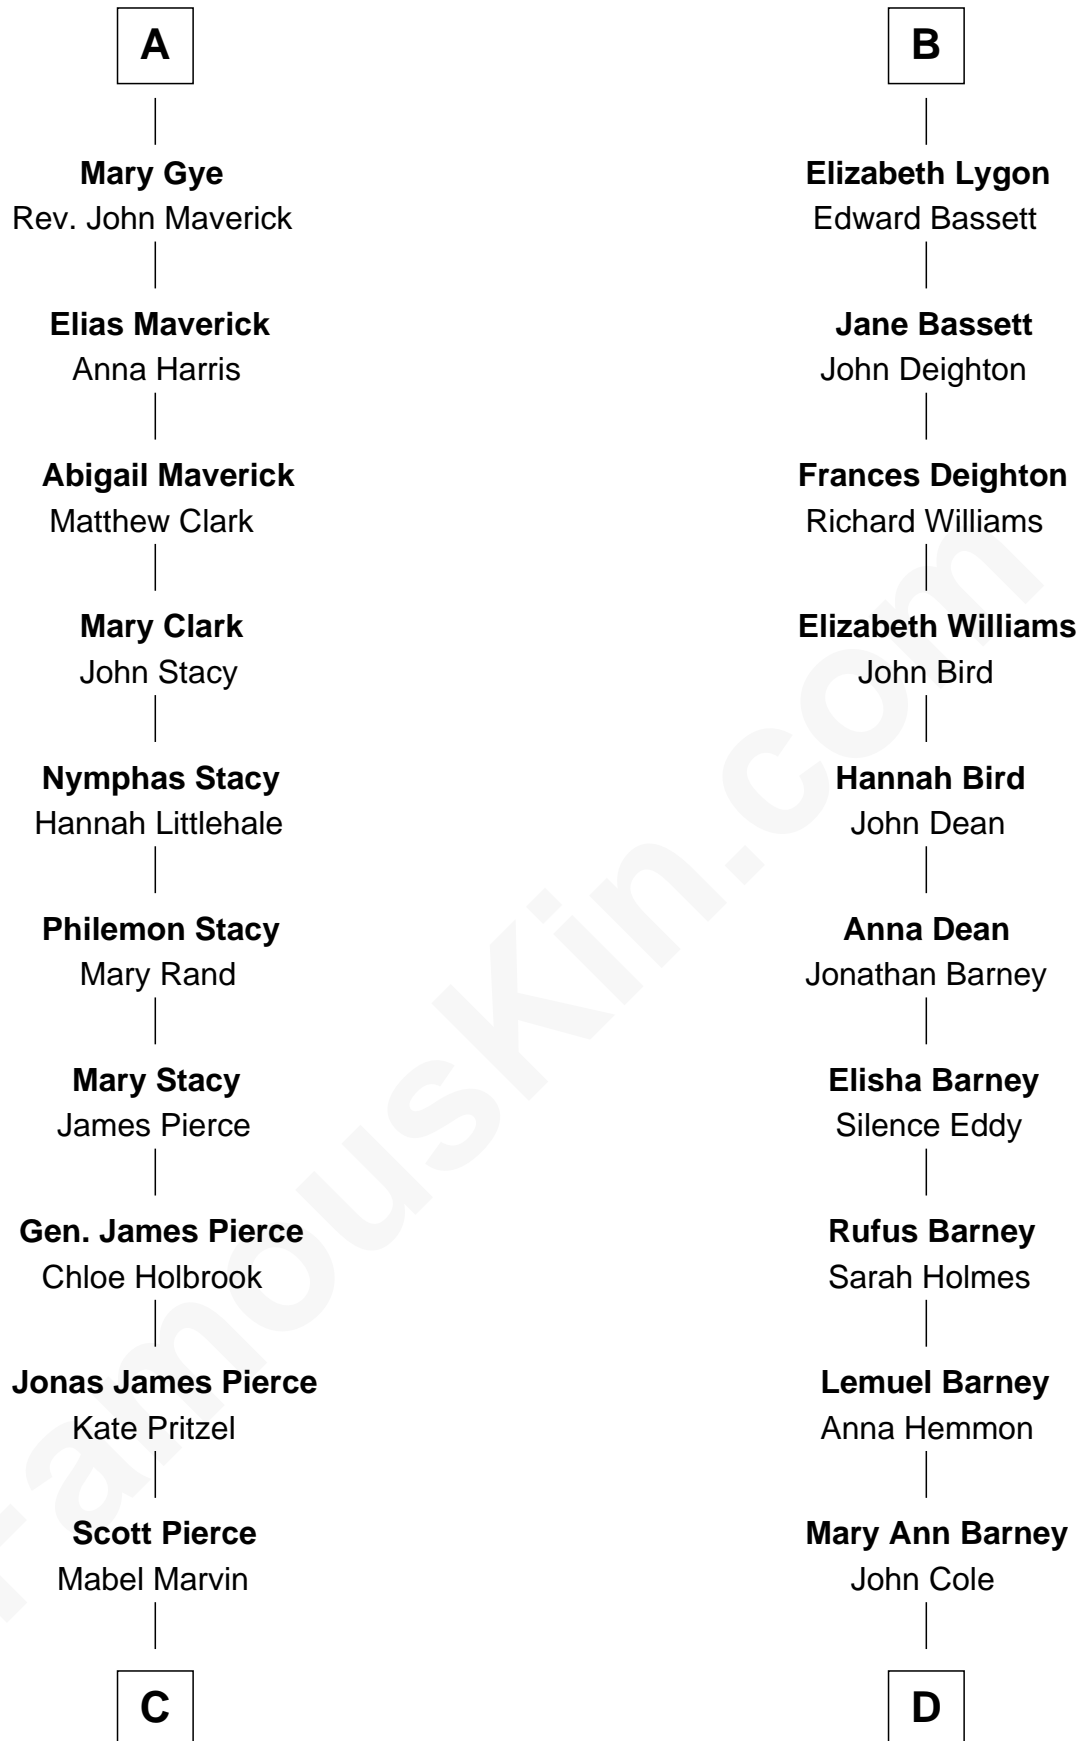 A
Mary Gye
Rev. John Maverick
Elias Maverick
Anna Harris
Abigail Maverick
Matthew Clark
Mary Clark
John Stacy
Nymphas Stacy
Hannah Littlehale
Philemon Stacy
Mary Rand
Mary Stacy
James Pierce
Gen. James Pierce
Chloe Holbrook
Jonas James Pierce
Kate Pritzel
Scott Pierce
Mabel Marvin
C
B
Elizabeth Lygon
Edward Bassett
Jane Bassett
John Deighton
Frances Deighton
Richard Williams
Elizabeth Williams
John Bird
Hannah Bird
John Dean
Anna Dean
Jonathan Barney
Elisha Barney
Silence Eddy
Rufus Barney
Sarah Holmes
Lemuel Barney
Anna Hemmon
Mary Ann Barney
John Cole
D
FamousKin.com